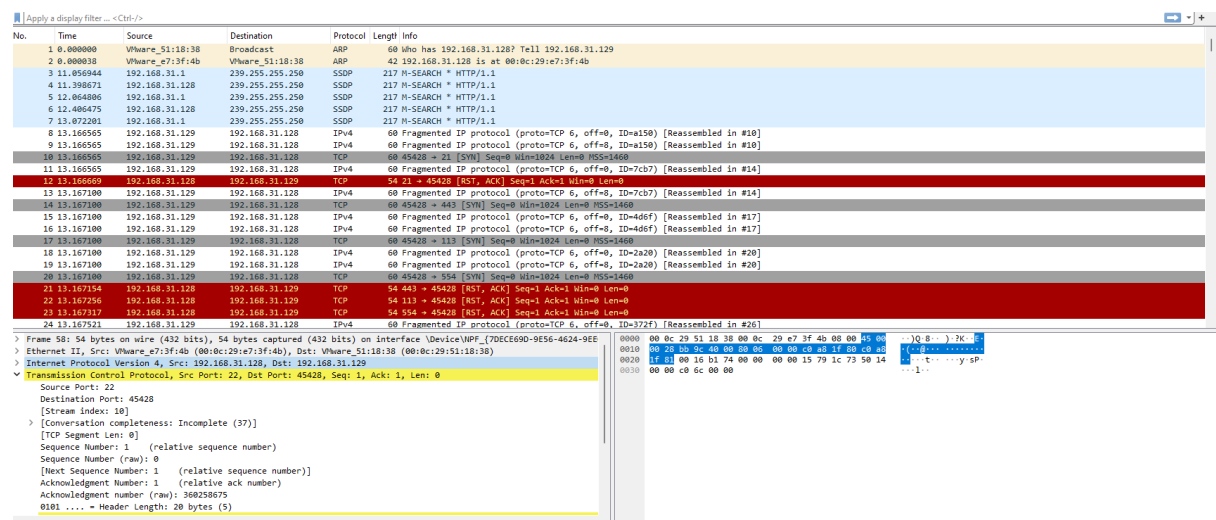 Apply a display filter ... <Ctrl-/>
+
No. Time Source Destination Protocol Length Info
1 0.000000 VMware_51:18:38 Broadcast ARP 60 Who has 192.168.31.128? Tell 192.168.31.129
2 0.000038 VMware_e7:3f:4b VMware_51:18:38 ARP 42 192.168.31.128 is at 00:0c:29:e7:3f:4b
3 11.056944 192.168.31.1 239.255.255.250 SSDP 217 M-SEARCH * HTTP/1.1
4 11.398671 192.168.31.128 239.255.255.250 SSDP 217 M-SEARCH * HTTP/1.1
5 12.064806 192.168.31.1 239.255.255.250 SSDP 217 M-SEARCH * HTTP/1.1
6 12.406475 192.168.31.128 239.255.255.250 SSDP 217 M-SEARCH * HTTP/1.1
7 13.072201 192.168.31.1 239.255.255.250 SSDP 217 M-SEARCH * HTTP/1.1
8 13.166565 192.168.31.129 192.168.31.128 IPv4 60 Fragmented IP protocol (proto=TCP 6, off=0, ID=a150) [Reassembled in #10]
9 13.166565 192.168.31.129 192.168.31.128 IPv4 60 Fragmented IP protocol (proto=TCP 6, off=8, ID=a150) [Reassembled in #10]
10 13.166565 192.168.31.129 192.168.31.128 TCP 60 45428 → 21 [SYN] Seq=0 Win=1024 Len=0 MSS=1460
11 13.166565 192.168.31.129 192.168.31.128 IPv4 60 Fragmented IP protocol (proto=TCP 6, off=0, ID=7cb7) [Reassembled in #14]
12 13.166669 192.168.31.128 192.168.31.129 TCP 54 21 → 45428 [RST, ACK] Seq=1 Ack=1 Win=0 Len=0
13 13.167100 192.168.31.129 192.168.31.128 IPv4 60 Fragmented IP protocol (proto=TCP 6, off=8, ID=7cb7) [Reassembled in #14]
14 13.167100 192.168.31.129 192.168.31.128 TCP 60 45428 → 443 [SYN] Seq=0 Win=1024 Len=0 MSS=1460
15 13.167100 192.168.31.129 192.168.31.128 IPv4 60 Fragmented IP protocol (proto=TCP 6, off=0, ID=4d6f) [Reassembled in #17]
16 13.167100 192.168.31.129 192.168.31.128 IPv4 60 Fragmented IP protocol (proto=TCP 6, off=8, ID=4d6f) [Reassembled in #17]
17 13.167100 192.168.31.129 192.168.31.128 TCP 60 45428 → 113 [SYN] Seq=0 Win=1024 Len=0 MSS=1460
18 13.167100 192.168.31.129 192.168.31.128 IPv4 60 Fragmented IP protocol (proto=TCP 6, off=0, ID=2a20) [Reassembled in #20]
19 13.167100 192.168.31.129 192.168.31.128 IPv4 60 Fragmented IP protocol (proto=TCP 6, off=8, ID=2a20) [Reassembled in #20]
20 13.167100 192.168.31.129 192.168.31.128 TCP 60 45428 → 554 [SYN] Seq=0 Win=1024 Len=0 MSS=1460
21 13.167154 192.168.31.128 192.168.31.129 TCP 54 443 → 45428 [RST, ACK] Seq=1 Ack=1 Win=0 Len=0
22 13.167256 192.168.31.128 192.168.31.129 TCP 54 113 → 45428 [RST, ACK] Seq=1 Ack=1 Win=0 Len=0
23 13.167317 192.168.31.128 192.168.31.129 TCP 54 554 → 45428 [RST, ACK] Seq=1 Ack=1 Win=0 Len=0
24 13.167521 192.168.31.129 192.168.31.128 IPv4 60 Fragmented IP protocol (proto=TCP 6, off=0, ID=372f) [Reassembled in #26]
> Frame 58: 54 bytes on wire (432 bits), 54 bytes captured (432 bits) on interface \Device\NPF_{7DECE69D-9E56-4624-9EE
> Ethernet II, Src: VMware_e7:3f:4b (00:0c:29:e7:3f:4b), Dst: VMware_51:18:38 (00:0c:29:51:18:38)
> Internet Protocol Version 4, Src: 192.168.31.128, Dst: 192.168.31.129
Transmission Control Protocol, Src Port: 22, Dst Port: 45428, Seq: 1, Ack: 1, Len: 0
Source Port: 22
Destination Port: 45428
[Stream index: 10]
> [Conversation completeness: Incomplete (37)]
[TCP Segment Len: 0]
Sequence Number: 1 (relative sequence number)
Sequence Number (raw): 0
[Next Sequence Number: 1 (relative sequence number)]
Acknowledgment Number: 1 (relative ack number)
Acknowledgment number (raw): 360258675
0101 .... = Header Length: 20 bytes (5)
0000 00 0c 29 51 18 38 00 0c 29 e7 3f 4b 08 00 45 00 ··)Q·8·· )·?K··E·
0010 00 28 bb 9c 40 00 80 06 00 00 c0 a8 1f 80 c0 a8 ·(··@··· ········
0020 1f 81 00 16 b1 74 00 00 00 00 15 79 1c 73 50 14 ·····t·· ···y·sP·
0030 00 00 c0 6c 00 00 ···l··